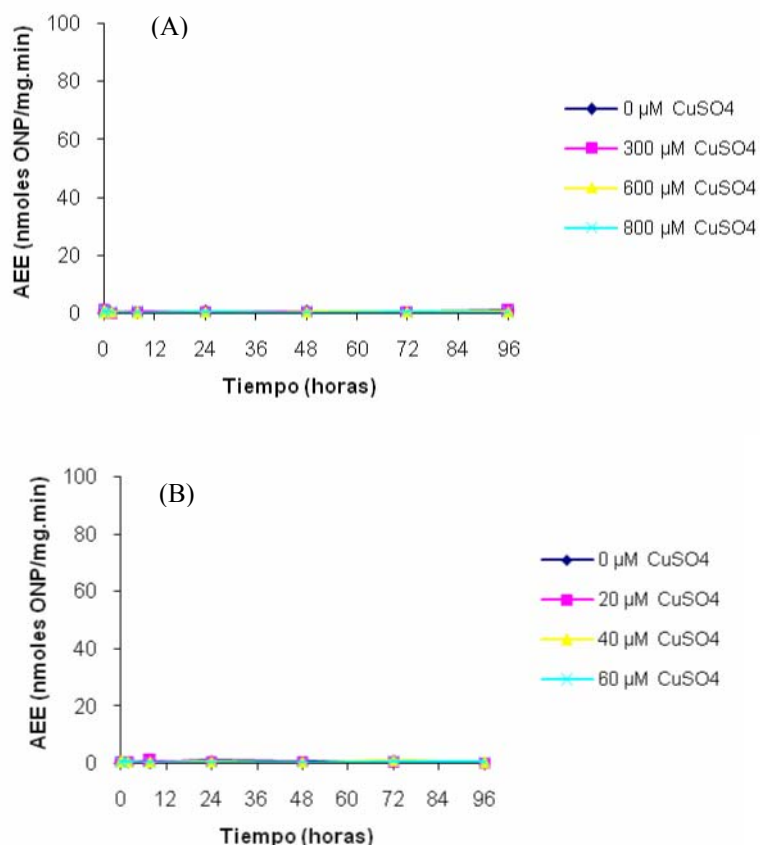 (A)
AEE (nmoles ONP/mg.min)
100
80
60
40
20
0
0 12 24 36 48 60 72 84 96
Tiempo (horas)
0 µM CuSO4
300 µM CuSO4
600 µM CuSO4
800 µM CuSO4
(B)
AEE (nmoles ONP/mg.min)
100
80
60
40
20
0
0 12 24 36 48 60 72 84 96
Tiempo (horas)
0 µM CuSO4
20 µM CuSO4
40 µM CuSO4
60 µM CuSO4